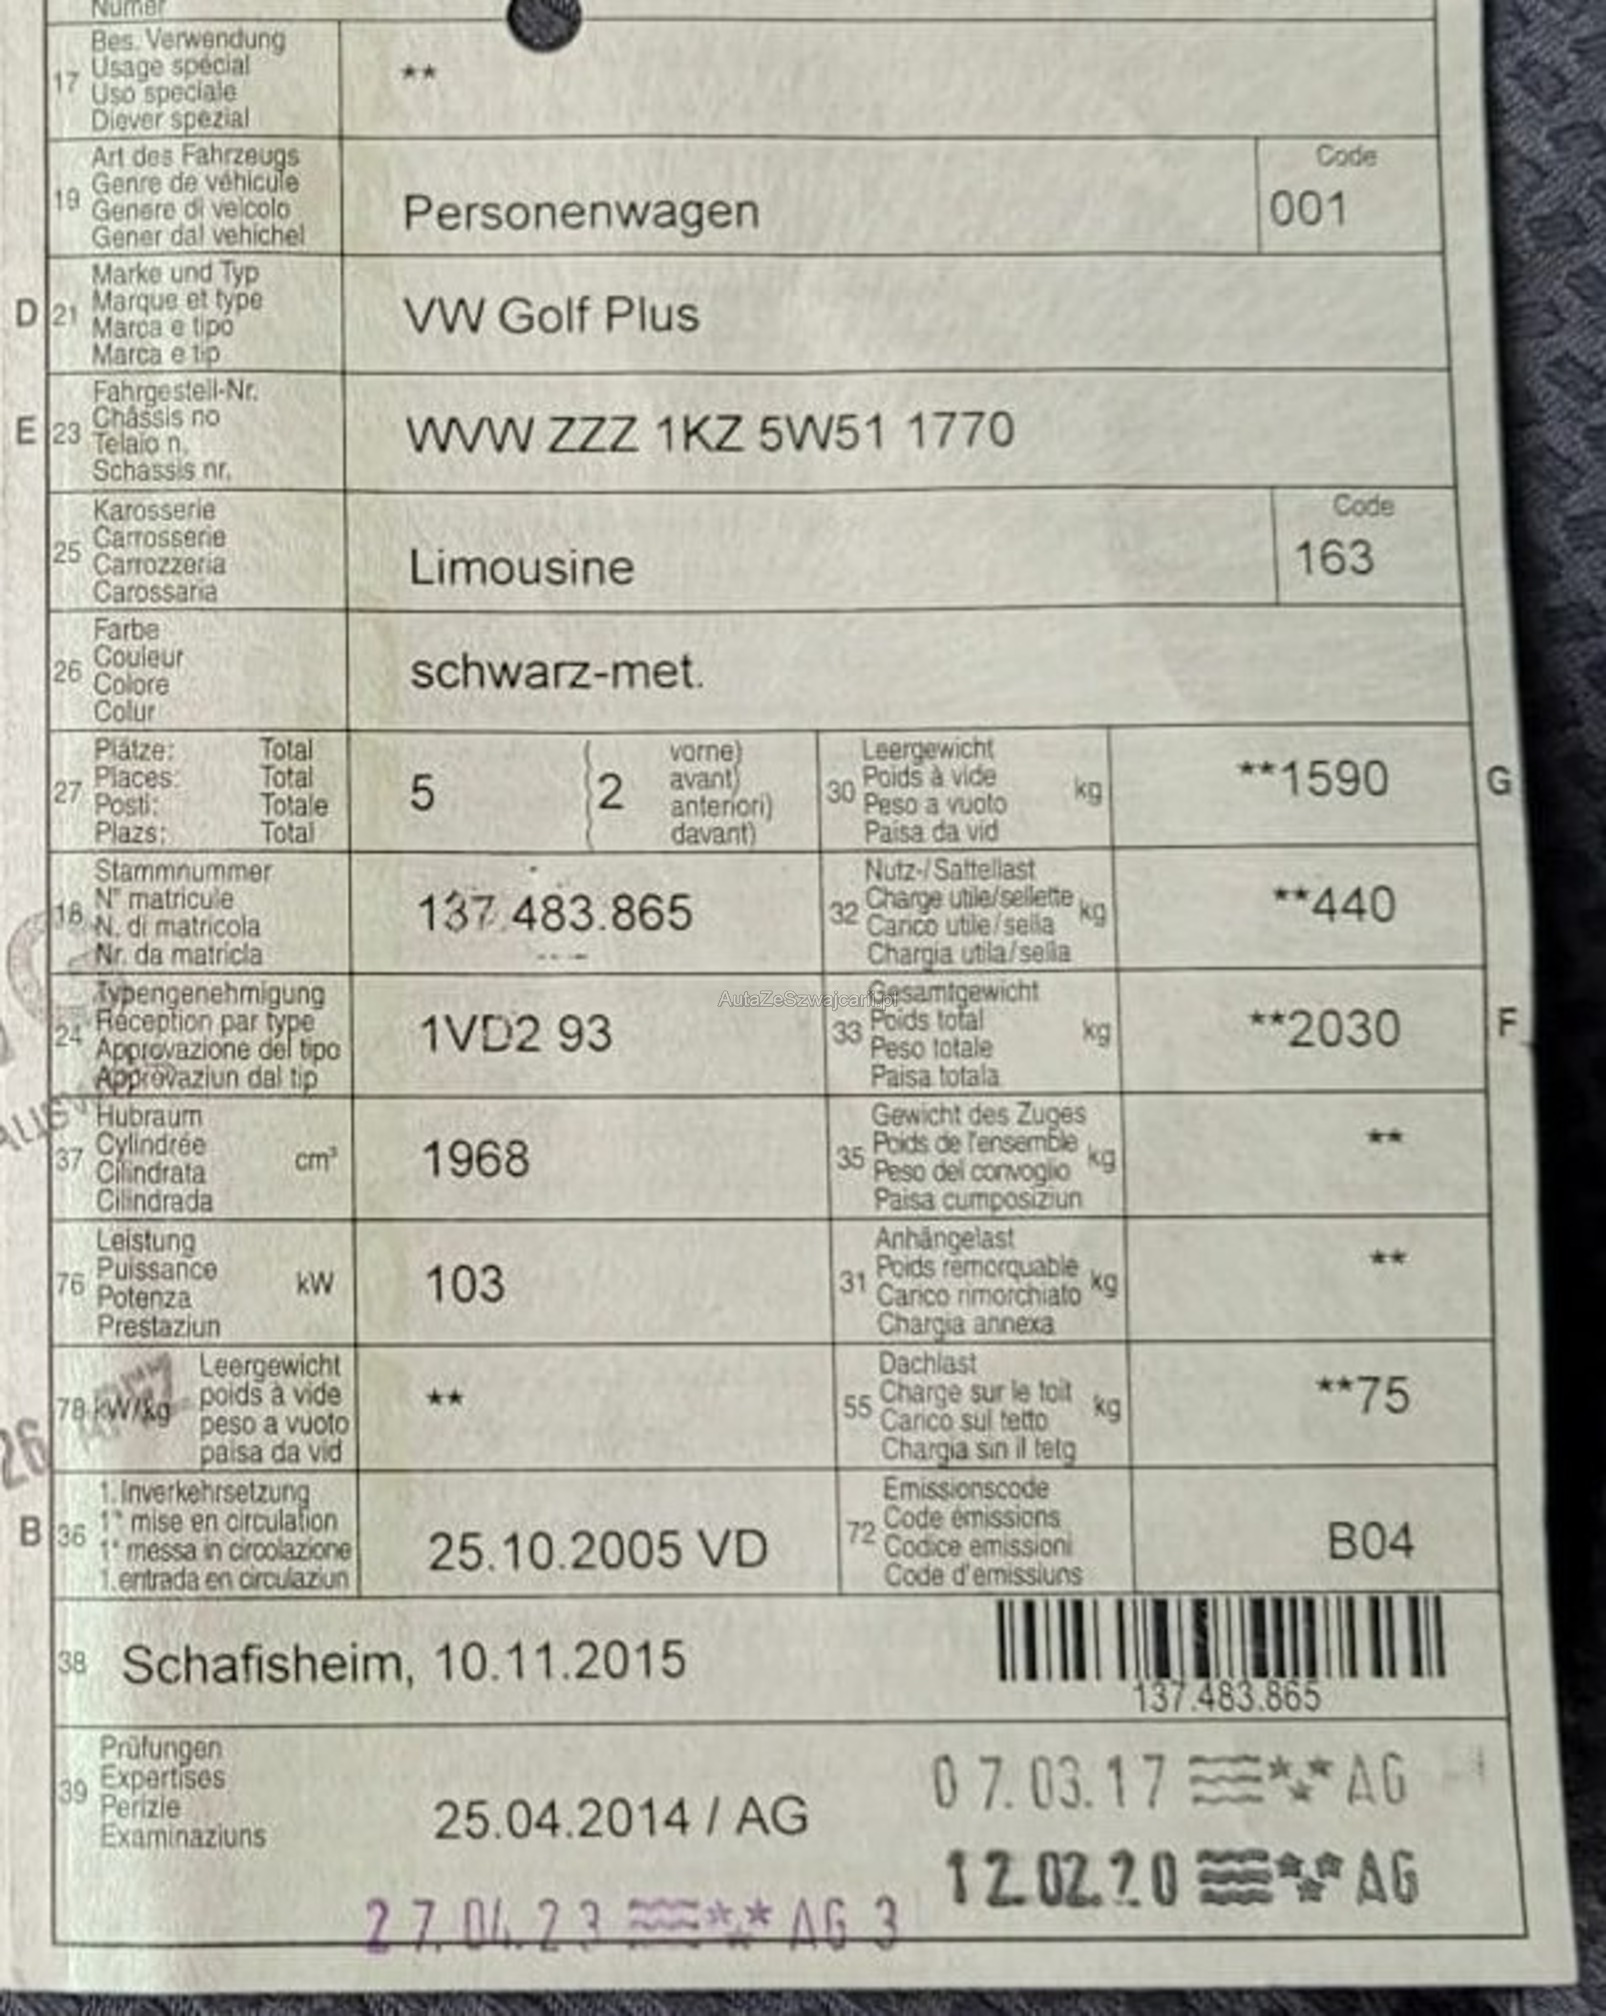 Numer
17
Bes. Verwendung
Usage spécial
Uso speciale
Diever spezial
**
19
Art des Fahrzeugs
Genre de véhicule
Genere di veicolo
Gener dal vehichel
Personenwagen
Code
001
D 21
Marke und Typ
Marque et type
Marca e tipo
Marca e tip
VW Golf Plus
E 23
Fahrgestell-Nr.
Châssis no
Telaio n.
Schassis nr.
WVW ZZZ 1KZ 5W51 1770
25
Karosserie
Carrosserie
Carrozzeria
Carossaria
Limousine
Code
163
26
Farbe
Couleur
Colore
Colur
schwarz-met.
27
Plätze: Total
Places: Total
Posti: Totale
Plazs: Total
5
(2
vorne)
avant)
anteriori)
davant)
30
Leergewicht
Poids à vide
Peso a vuoto
Paisa da vid
kg
**1590
G
18
Stammnummer
N° matricule
N. di matricola
Nr. da matricla
137.483.865
32
Nutz-/Sattellast
Charge utile/sellette
Carico utile/sella
Chargia utila/sella
kg
**440
24
Typengenehmigung
Réception par type
Approvazione del tipo
Approvaziun dal tip
1VD2 93
AutaZeSzwajcarii.pl
33
Gesamtgewicht
Poids total
Peso totale
Paisa totala
kg
**2030
F
37
Hubraum
Cylindrée
Cilindrata
Cilindrada
cm³
1968
35
Gewicht des Zuges
Poids de l'ensemble
Peso del convoglio
Paisa cumposiziun
kg
**
76
Leistung
Puissance
Potenza
Prestaziun
kW
103
31
Anhängelast
Poids remorquable
Carico rimorchiato
Chargia annexa
kg
**
78 kW/kg
Leergewicht
poids à vide
peso a vuoto
paisa da vid
**
55
Dachlast
Charge sur le toit
Carico sul tetto
Chargia sin il tetg
kg
**75
26
B 36
1. Inverkehrsetzung
1° mise en circulation
1° messa in circolazione
1. entrada en circulaziun
25.10.2005 VD
72
Emissionscode
Code émissions
Codice emissioni
Code d'emissiuns
B04
38
Schafisheim, 10.11.2015
137.483.865
39
Prüfungen
Expertises
Perizie
Examinaziuns
25.04.2014 / AG
07.03.17 AG
12.02.20 AG
27.04.23 AG 3